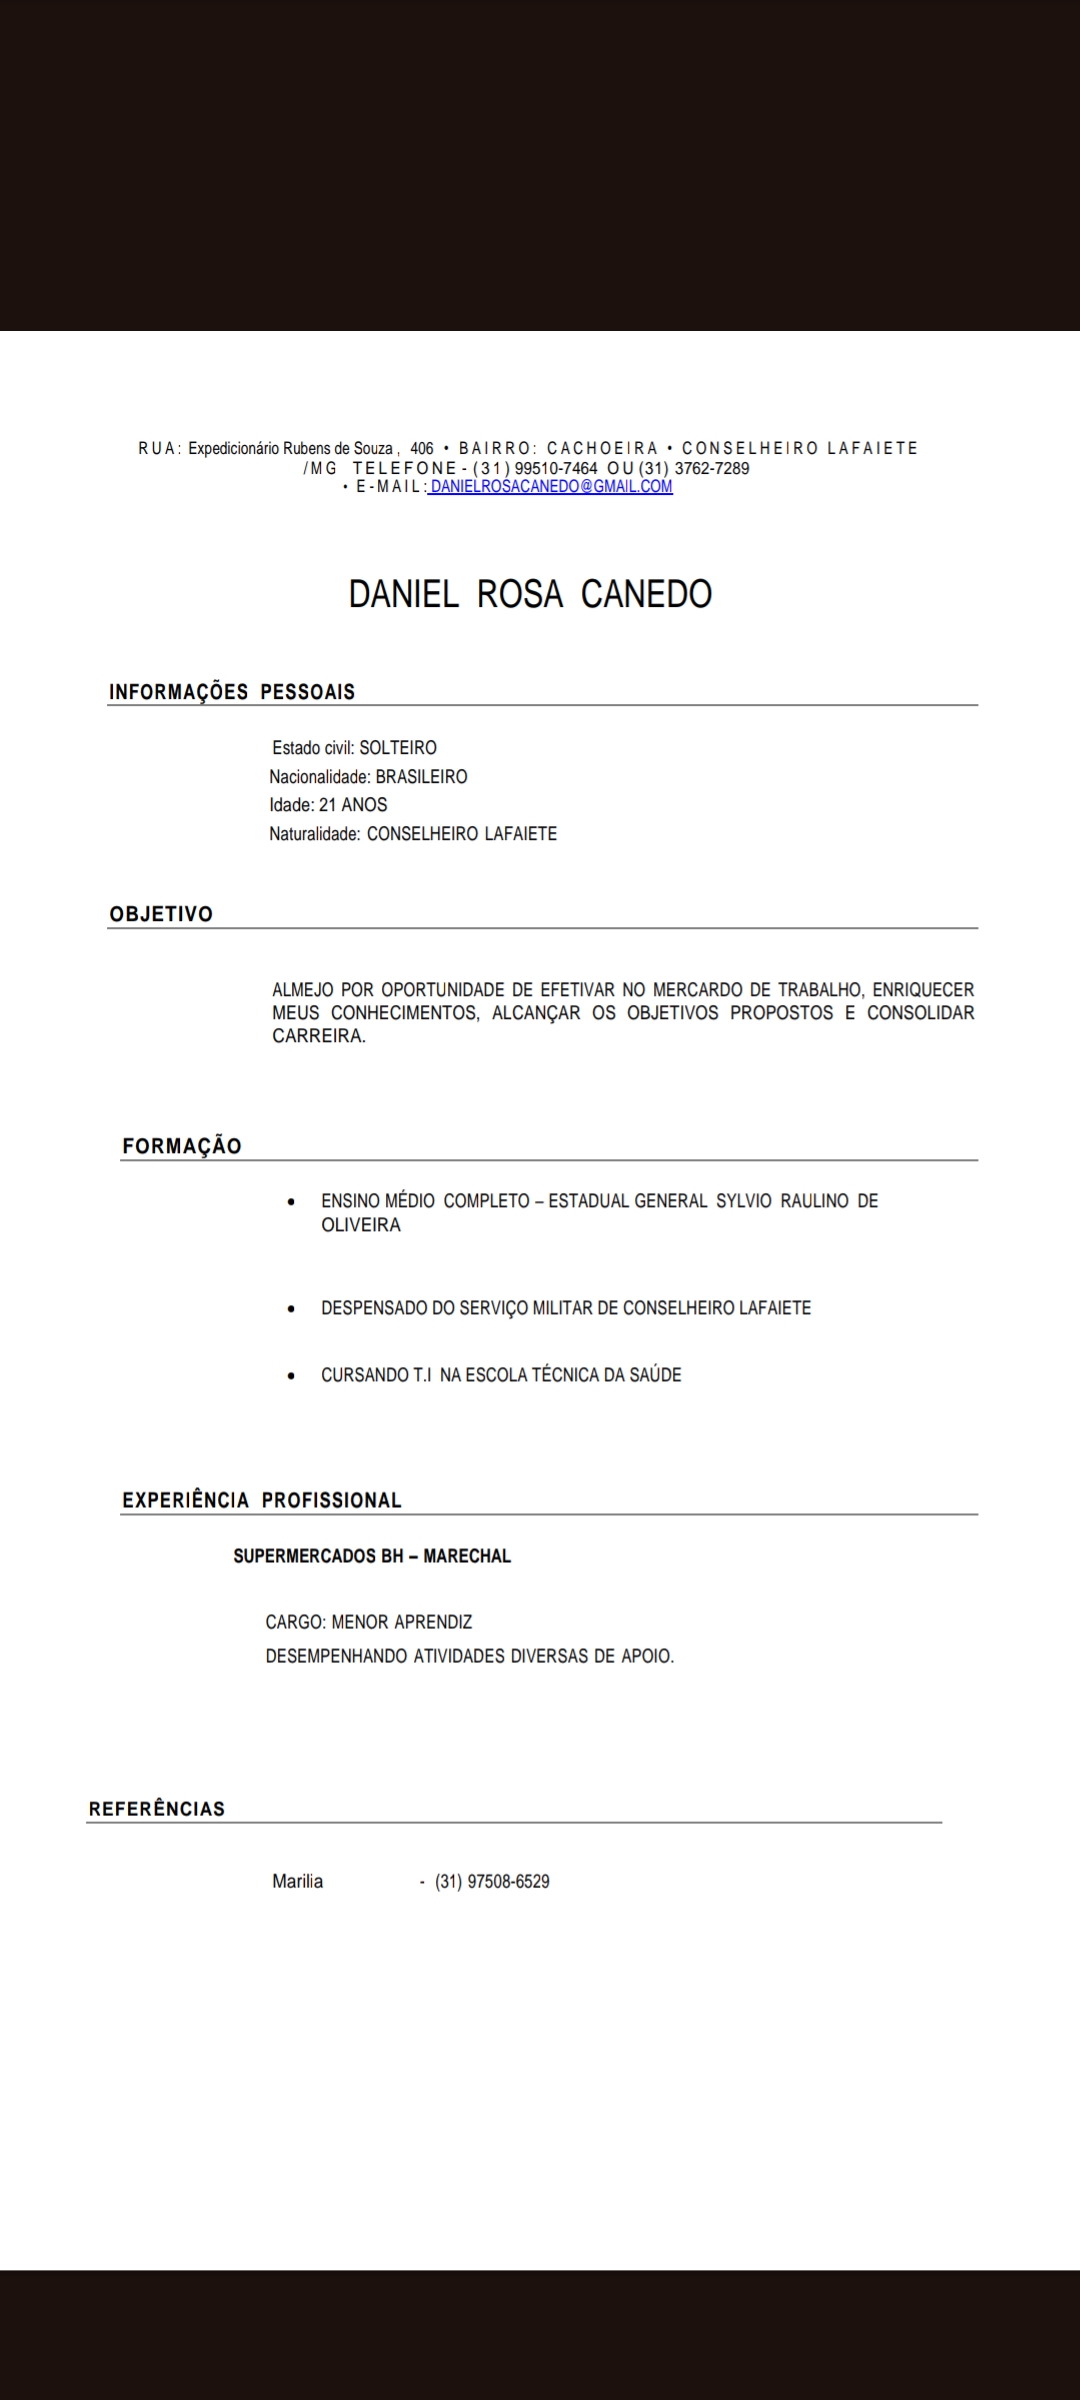 RUA: Expedicionário Rubens de Souza , 406 • BAIRRO: CACHOEIRA • CONSELHEIRO LAFAIETE
/MG TELEFONE - (31) 99510-7464 OU (31) 3762-7289
• E-MAIL: DANIELROSACANEDO@GMAIL.COM
DANIEL ROSA CANEDO
INFORMAÇÕES PESSOAIS
Estado civil: SOLTEIRO
Nacionalidade: BRASILEIRO
Idade: 21 ANOS
Naturalidade: CONSELHEIRO LAFAIETE
OBJETIVO
ALMEJO POR OPORTUNIDADE DE EFETIVAR NO MERCARDO DE TRABALHO, ENRIQUECER
MEUS CONHECIMENTOS, ALCANÇAR OS OBJETIVOS PROPOSTOS E CONSOLIDAR
CARREIRA.
FORMAÇÃO
• ENSINO MÉDIO COMPLETO – ESTADUAL GENERAL SYLVIO RAULINO DE
OLIVEIRA
• DESPENSADO DO SERVIÇO MILITAR DE CONSELHEIRO LAFAIETE
• CURSANDO T.I NA ESCOLA TÉCNICA DA SAÚDE
EXPERIÊNCIA PROFISSIONAL
SUPERMERCADOS BH – MARECHAL
CARGO: MENOR APRENDIZ
DESEMPENHANDO ATIVIDADES DIVERSAS DE APOIO.
REFERÊNCIAS
Marilia - (31) 97508-6529